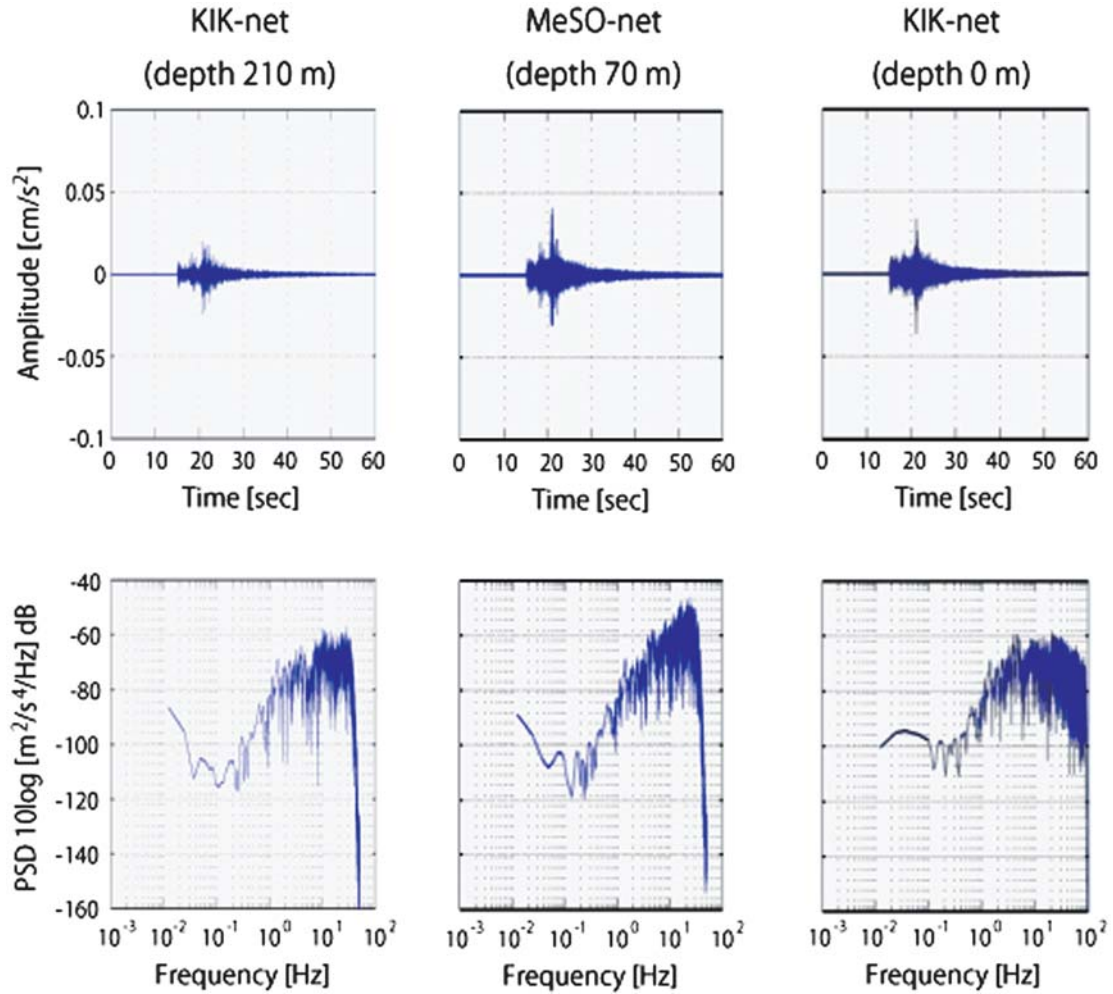 KIK-net
(depth 210 m)
MeSO-net
(depth 70 m)
KIK-net
(depth 0 m)
Amplitude [cm/s²]
0.1
0.05
0
-0.05
-0.1
0 10 20 30 40 50 60
Time [sec]
0 10 20 30 40 50 60
Time [sec]
0 10 20 30 40 50 60
Time [sec]
PSD 10log [m²/s⁴/Hz] dB
-40
-60
-80
-100
-120
-140
-160
10⁻³ 10⁻² 10⁻¹ 10⁰ 10¹ 10²
Frequency [Hz]
10⁻³ 10⁻² 10⁻¹ 10⁰ 10¹ 10²
Frequency [Hz]
10⁻³ 10⁻² 10⁻¹ 10⁰ 10¹ 10²
Frequency [Hz]